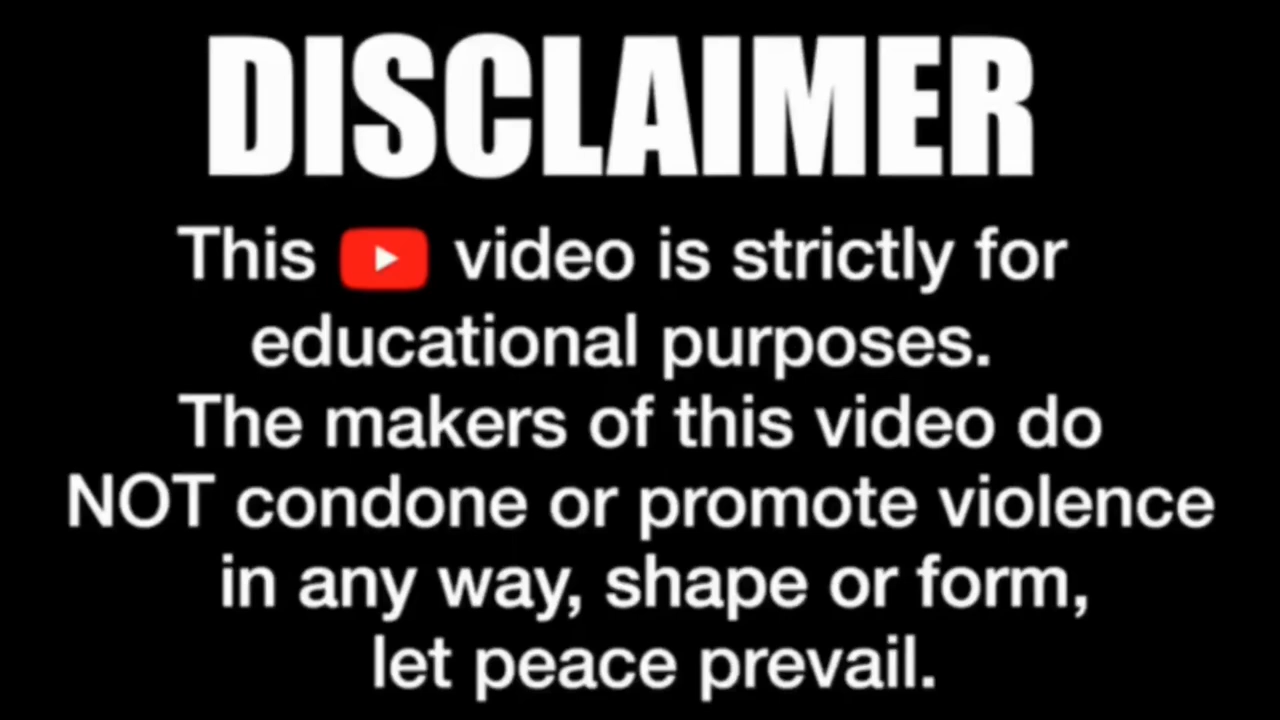 DISCLAIMER
This video is strictly for
educational purposes.
The makers of this video do
NOT condone or promote violence
in any way, shape or form,
let peace prevail.